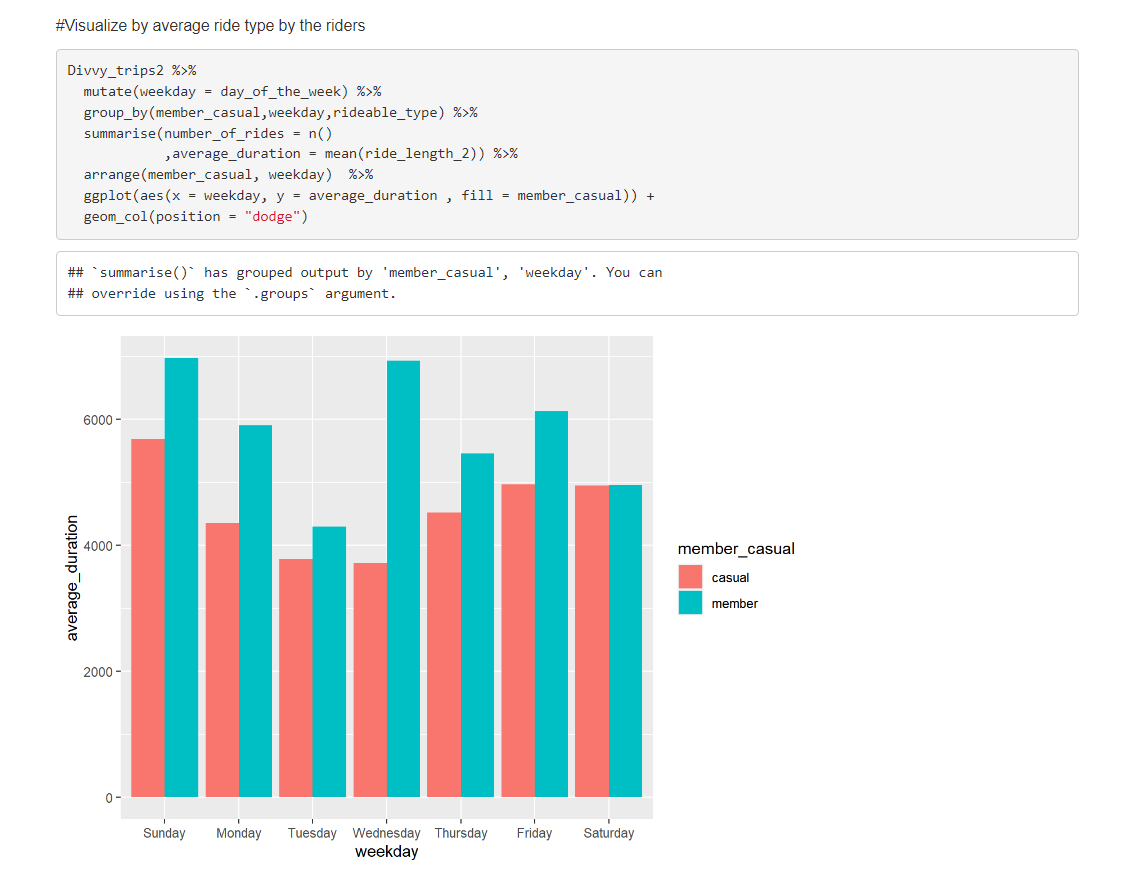 #Visualize by average ride type by the riders
Divvy_trips2 %>%
  mutate(weekday = day_of_the_week) %>%
  group_by(member_casual,weekday,rideable_type) %>%
  summarise(number_of_rides = n()
            ,average_duration = mean(ride_length_2)) %>%
  arrange(member_casual, weekday)  %>%
  ggplot(aes(x = weekday, y = average_duration , fill = member_casual)) +
  geom_col(position = "dodge")
## `summarise()` has grouped output by 'member_casual', 'weekday'. You can
## override using the `.groups` argument.
average_duration
6000
4000
2000
0
Sunday Monday Tuesday Wednesday Thursday Friday Saturday
weekday
member_casual
casual
member